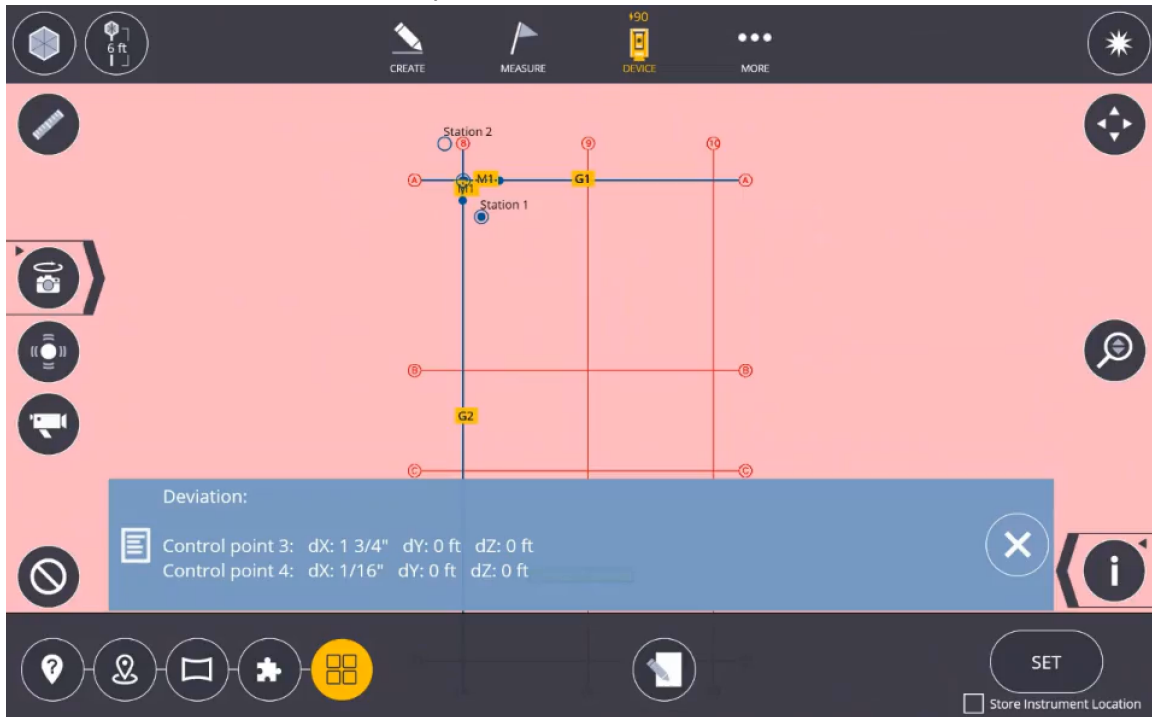 6 ft
+90
CREATE
MEASURE
DEVICE
MORE
Station 2
8
9
10
A
M1
G1
A
M1
Station 1
B
B
G2
C
C
Deviation:
Control point 3: dX: 1 3/4" dY: 0 ft dZ: 0 ft
Control point 4: dX: 1/16" dY: 0 ft dZ: 0 ft
i
?
SET
Store Instrument Location